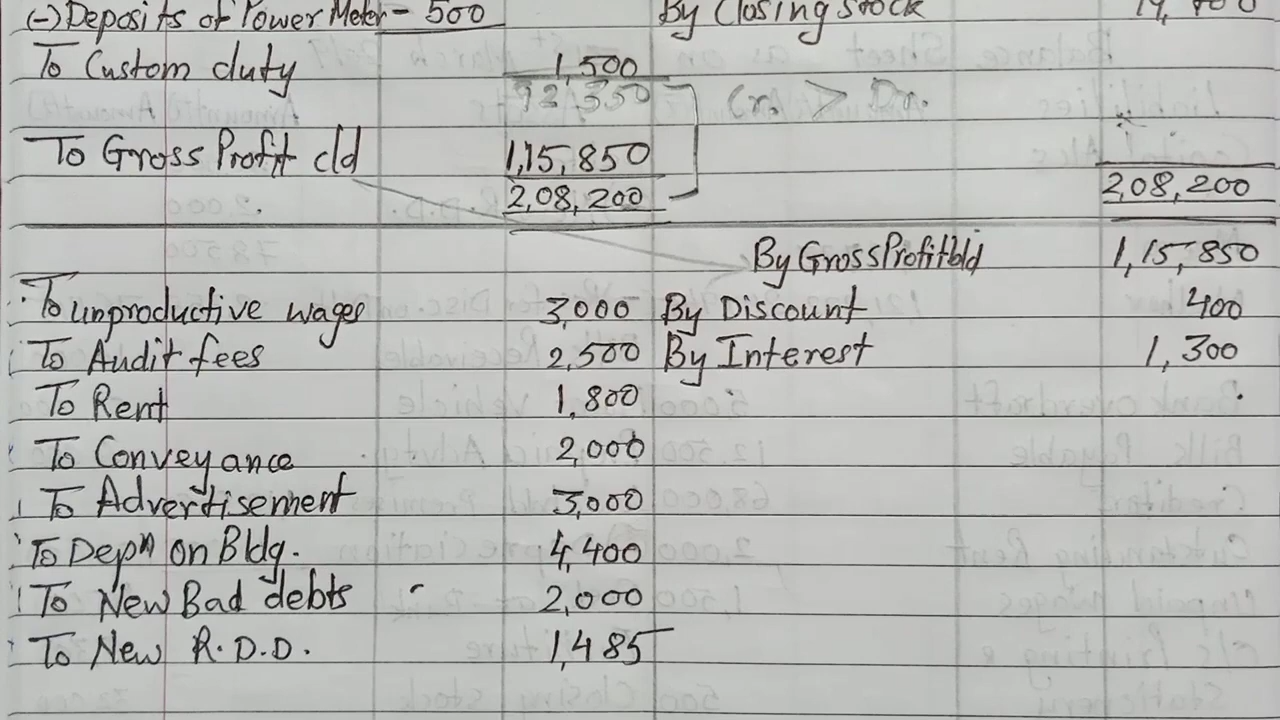 (-) Deposits of Power Meter - 500 By Closing Stock
To Custom duty 1,500
92,350 Cr. > Dr.
To Gross Profit c/d 1,15,850
2,08,200 2,08,200
By Gross Profit b/d 1,15,850
To unproductive wages 3,000 By Discount 400
To Audit fees 2,500 By Interest 1,300
To Rent 1,800
To Conveyance 2,000
To Advertisement 3,000
To Depn on Bldg. 4,400
To New Bad debts 2,000
To New R.D.D. 1,485